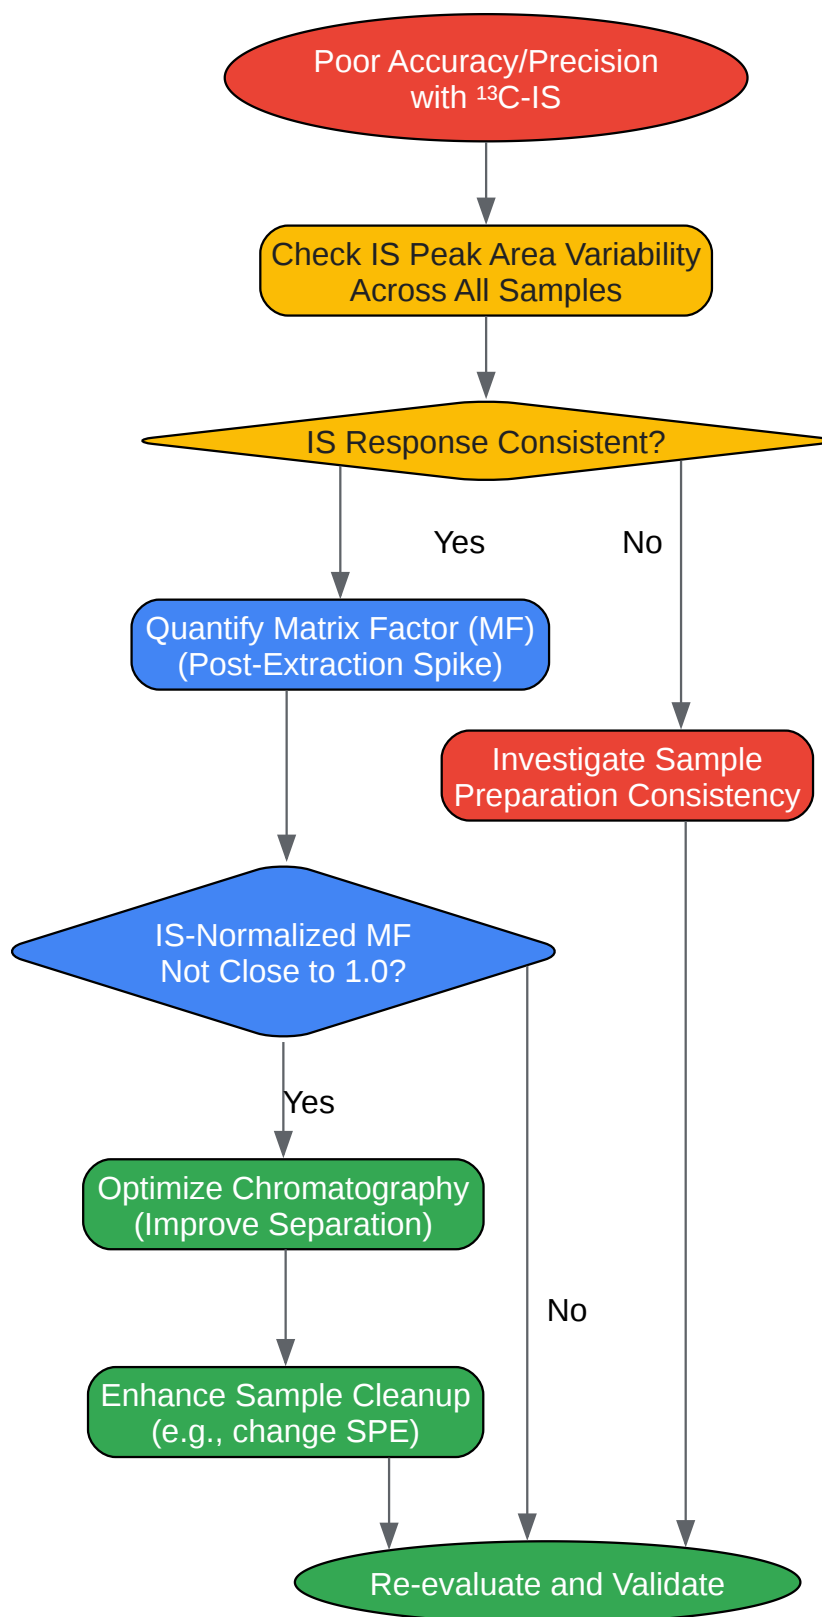 Poor Accuracy/Precision
with ¹³C-IS
Check IS Peak Area Variability
Across All Samples
IS Response Consistent?
Yes
No
Quantify Matrix Factor (MF)
(Post-Extraction Spike)
Investigate Sample
Preparation Consistency
IS-Normalized MF
Not Close to 1.0?
Yes
Optimize Chromatography
(Improve Separation)
No
Enhance Sample Cleanup
(e.g., change SPE)
Re-evaluate and Validate